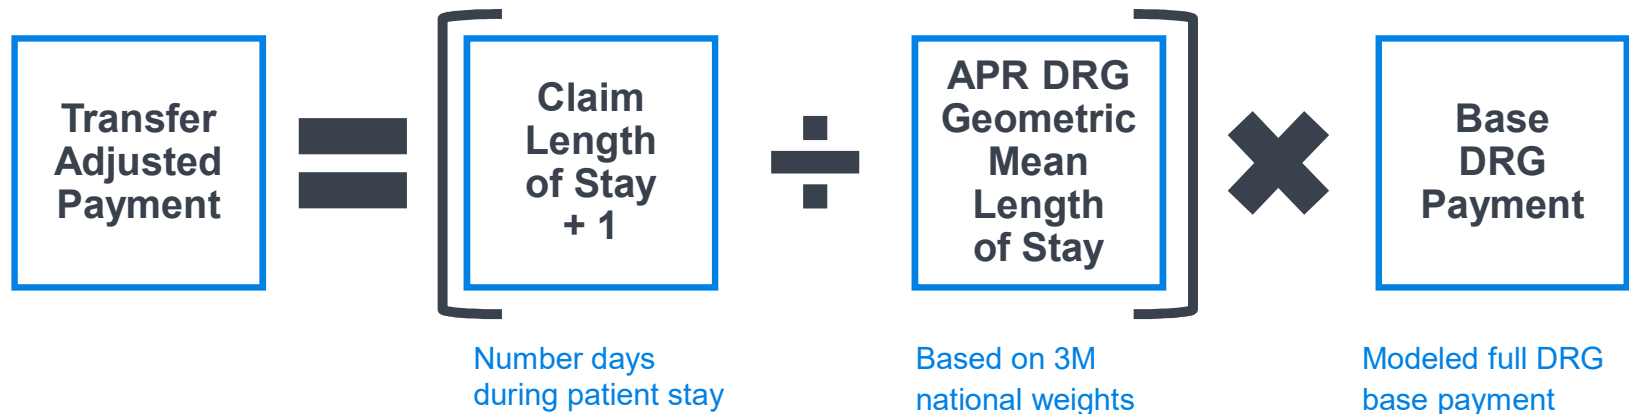 Transfer
Adjusted
Payment
=
Claim
Length
of Stay
+ 1
÷
APR DRG
Geometric
Mean
Length
of Stay
×
Base
DRG
Payment
Number days
during patient stay
Based on 3M
national weights
Modeled full DRG
base payment